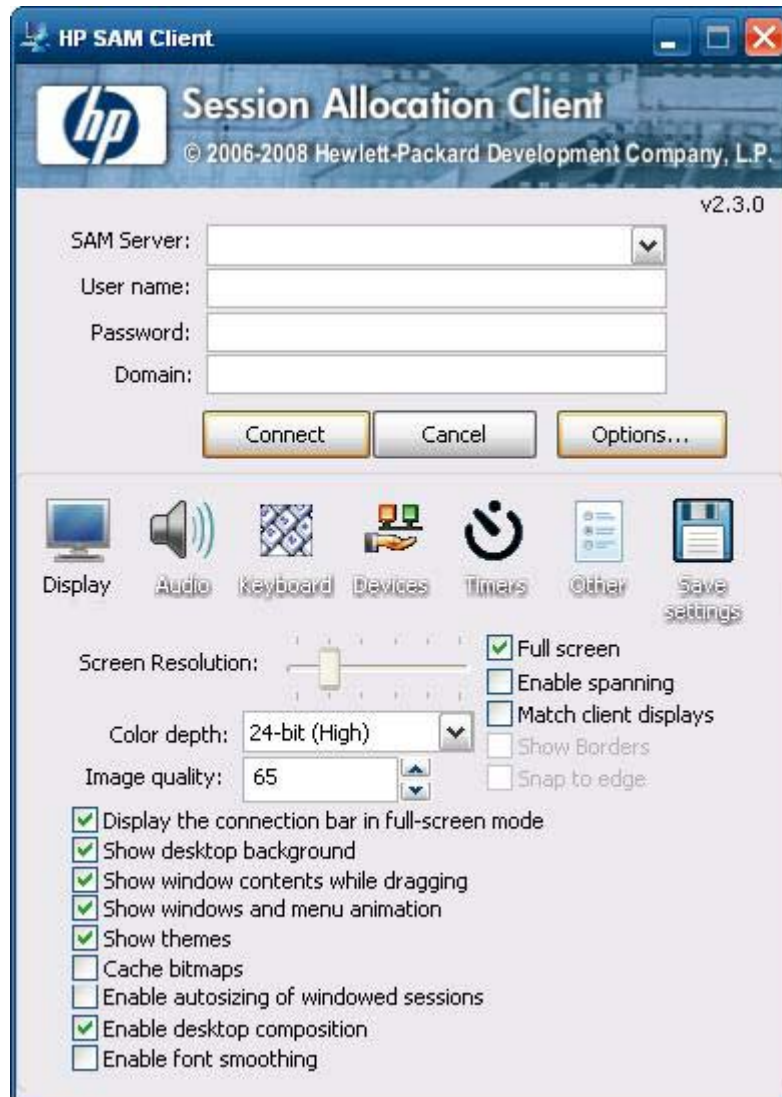 HP SAM Client
hp
Session Allocation Client
© 2006-2008 Hewlett-Packard Development Company, L.P.
v2.3.0
SAM Server:
User name:
Password:
Domain:
Connect Cancel Options...
Display Audio Keyboard Devices Timers Other Save settings
Screen Resolution:
Full screen
Enable spanning
Match client displays
Show Borders
Snap to edge
Color depth: 24-bit (High)
Image quality: 65
Display the connection bar in full-screen mode
Show desktop background
Show window contents while dragging
Show windows and menu animation
Show themes
Cache bitmaps
Enable autosizing of windowed sessions
Enable desktop composition
Enable font smoothing